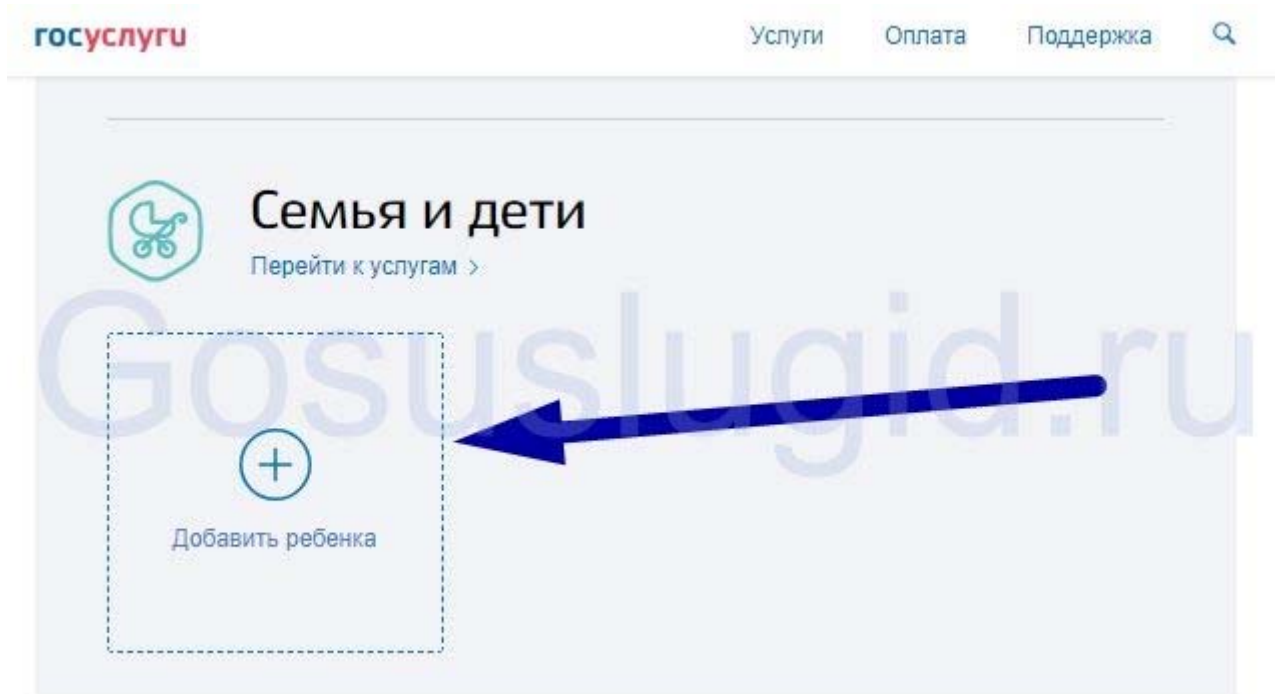 госуслуги
Услуги Оплата Поддержка
Семья и дети
Перейти к услугам >
Gosuslugid.ru
Добавить ребенка